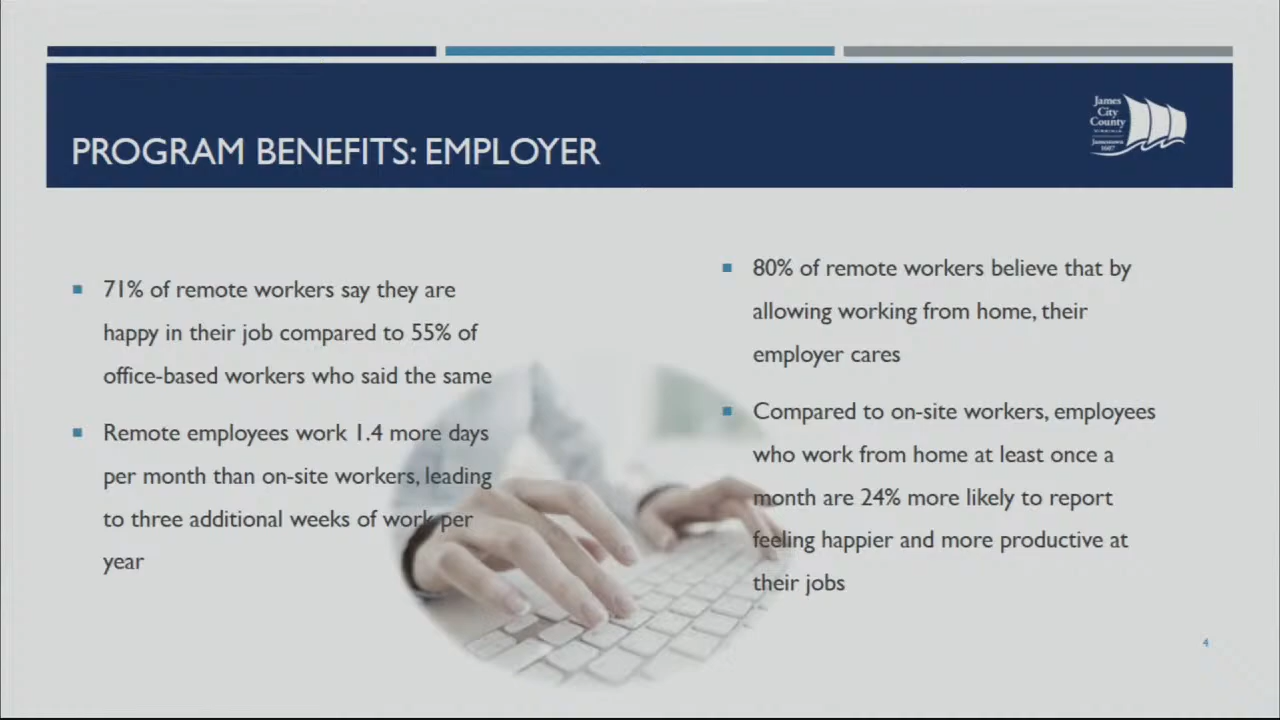 PROGRAM BENEFITS: EMPLOYER
James
City
County
Jamestown
1607
71% of remote workers say they are
happy in their job compared to 55% of
office-based workers who said the same
Remote employees work 1.4 more days
per month than on-site workers, leading
to three additional weeks of work per
year
80% of remote workers believe that by
allowing working from home, their
employer cares
Compared to on-site workers, employees
who work from home at least once a
month are 24% more likely to report
feeling happier and more productive at
their jobs
4